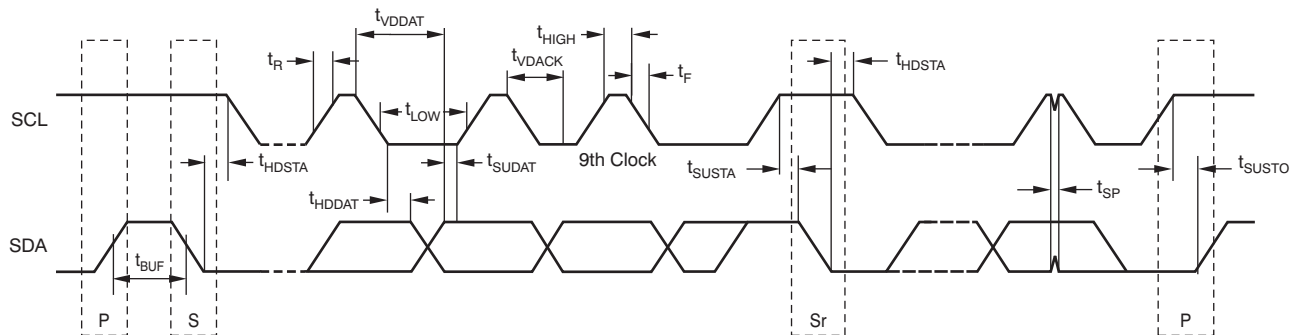 tVDDAT
tHIGH
tR
tVDACK
tF
tHDSTA
SCL
tLOW
9th Clock
tHDSTA
tSUDAT
tSUSTA
tSUSTO
tHDDAT
tSP
SDA
tBUF
P
S
Sr
P